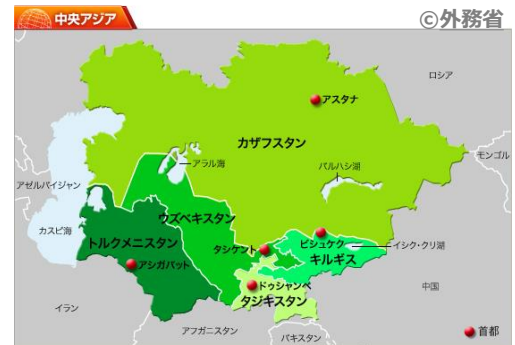 中央アジア
©外務省
ロシア
アスタナ
カザフスタン
モンゴル
アラル海
バルハシ湖
アゼルバイジャン
ウズベキスタン
カスピ海
トルクメニスタン
タシケント
ビシュケク
イシク・クリ湖
キルギス
アシガバット
ドゥシャンベ
中国
タジキスタン
イラン
アフガニスタン
パキスタン
首都